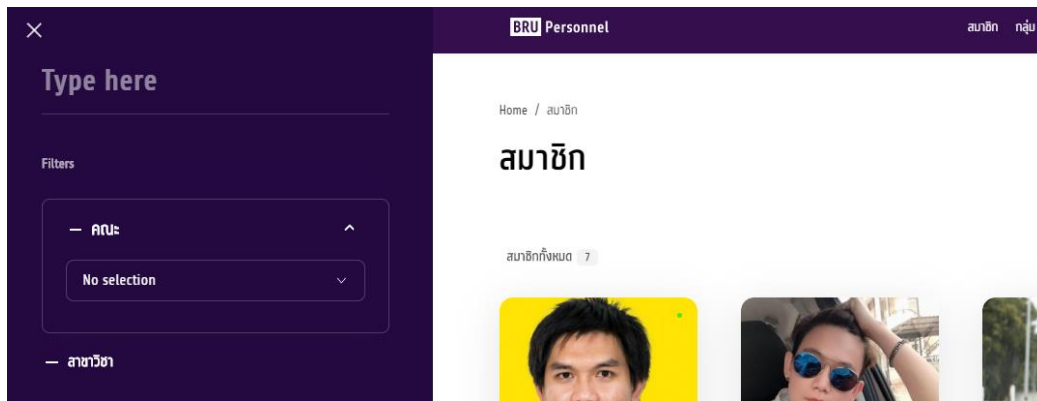 Type here
Filters
— คณะ
No selection
— สาขาวิชา
BRU Personnel
สมาชิก กลุ่ม
Home / สมาชิก
สมาชิก
สมาชิกทั้งหมด 7